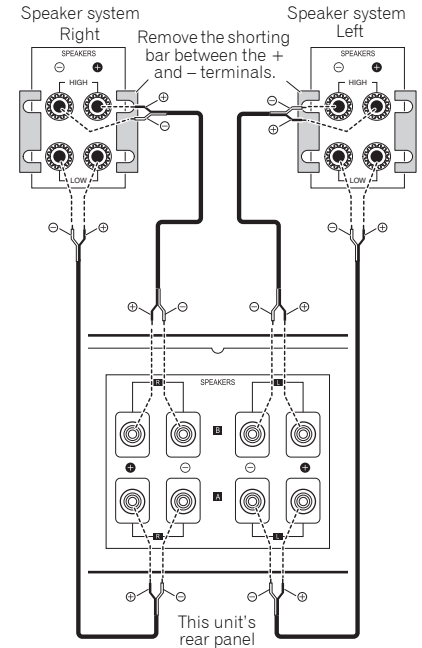 Speaker system
Right
Remove the shorting
bar between the +
and – terminals.
Speaker system
Left
SPEAKERS
⊖ ⊕
HIGH
LOW
⊕
⊖
⊖ ⊕
SPEAKERS
⊖ ⊕
HIGH
LOW
⊖
⊕
⊖ ⊕
⊕ ⊖
⊖ ⊕
R SPEAKERS L
B
⊕ ⊖ ⊖ ⊕
A
R L
⊕ ⊖
⊖ ⊕
This unit's
rear panel